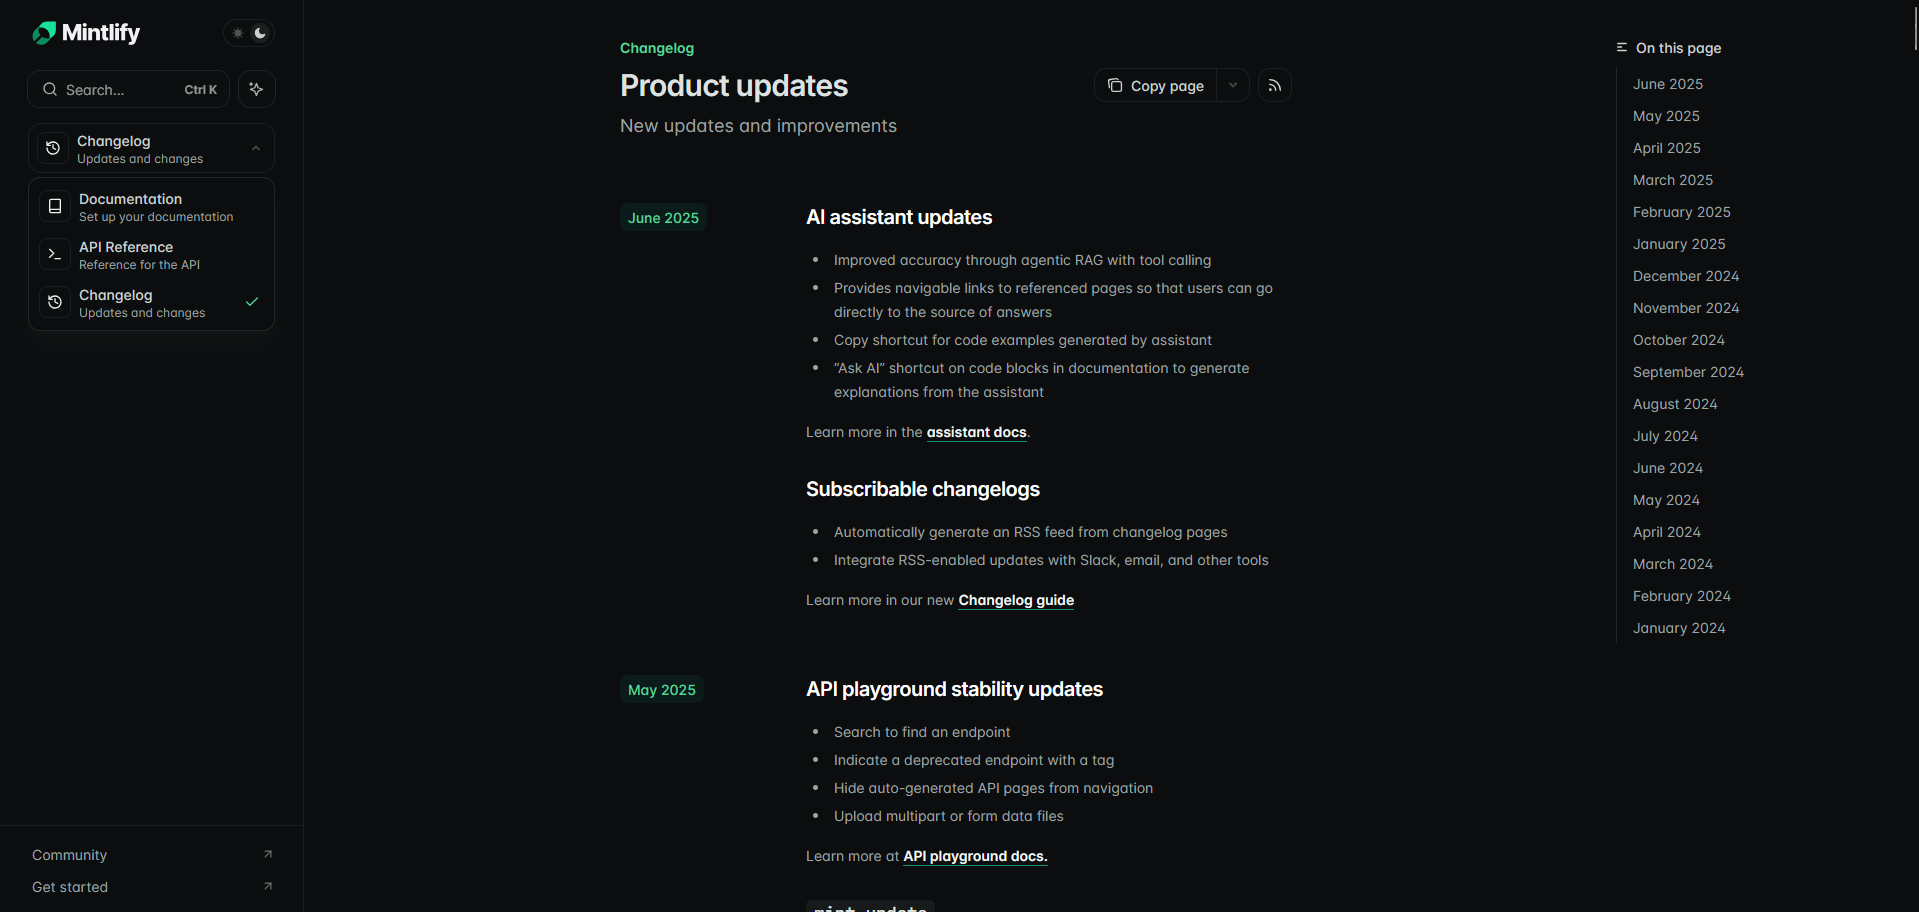 Mintlify
Search...
Ctrl K
Changelog
Updates and changes
Documentation
Set up your documentation
API Reference
Reference for the API
Changelog
Updates and changes
Community
Get started
Changelog
Product updates
Copy page
New updates and improvements
June 2025
AI assistant updates
Improved accuracy through agentic RAG with tool calling
Provides navigable links to referenced pages so that users can go
directly to the source of answers
Copy shortcut for code examples generated by assistant
“Ask AI” shortcut on code blocks in documentation to generate
explanations from the assistant
Learn more in the assistant docs.
Subscribable changelogs
Automatically generate an RSS feed from changelog pages
Integrate RSS-enabled updates with Slack, email, and other tools
Learn more in our new Changelog guide
May 2025
API playground stability updates
Search to find an endpoint
Indicate a deprecated endpoint with a tag
Hide auto-generated API pages from navigation
Upload multipart or form data files
Learn more at API playground docs.
mint update
On this page
June 2025
May 2025
April 2025
March 2025
February 2025
January 2025
December 2024
November 2024
October 2024
September 2024
August 2024
July 2024
June 2024
May 2024
April 2024
March 2024
February 2024
January 2024